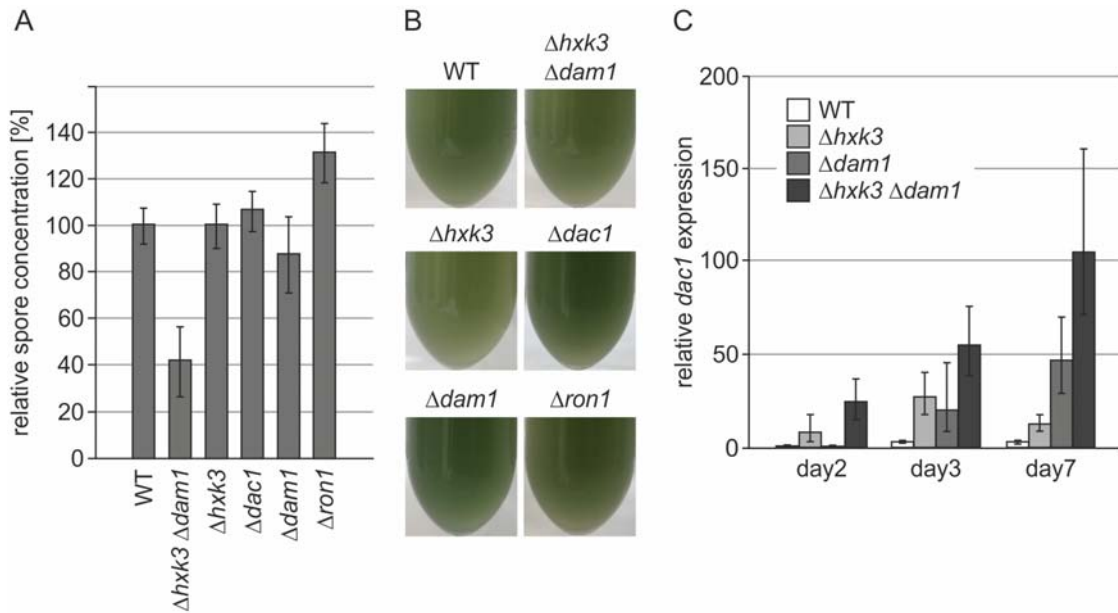 A
relative spore concentration [%]
140
120
100
80
60
40
20
0
WT
Δhxk3 Δdam1
Δhxk3
Δdac1
Δdam1
Δron1
B
WT
Δhxk3
Δdam1
Δhxk3
Δdac1
Δdam1
Δron1
C
relative dac1 expression
200
150
100
50
0
WT
Δhxk3
Δdam1
Δhxk3 Δdam1
day2
day3
day7